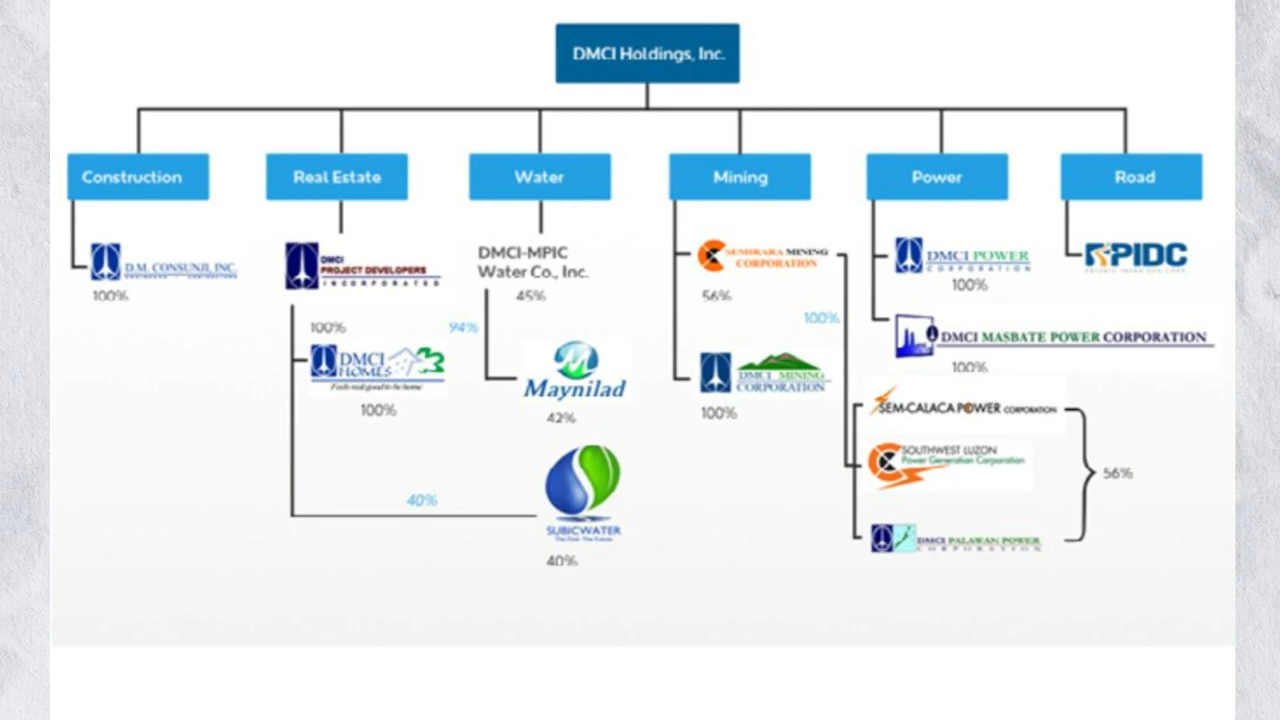 DMCI Holdings, Inc.
Construction
Real Estate
Water
Mining
Power
Road
D.M. CONSUNJI, INC.
100%
DMCI
PROJECT DEVELOPERS
INCORPORATED
100%
DMCI
HOMES
100%
94%
40%
DMCI-MPIC
Water Co., Inc.
45%
Maynilad
42%
SUBICWATER
40%
SEMIRARA MINING
CORPORATION
56%
100%
DMCI MINING
CORPORATION
100%
DMCI POWER
CORPORATION
100%
DMCI MASBATE POWER CORPORATION
100%
SEM-CALACA POWER CORPORATION
SOUTHWEST LUZON
Power Generation Corporation
DMCI PALAWAN POWER
CORPORATION
56%
PIDC